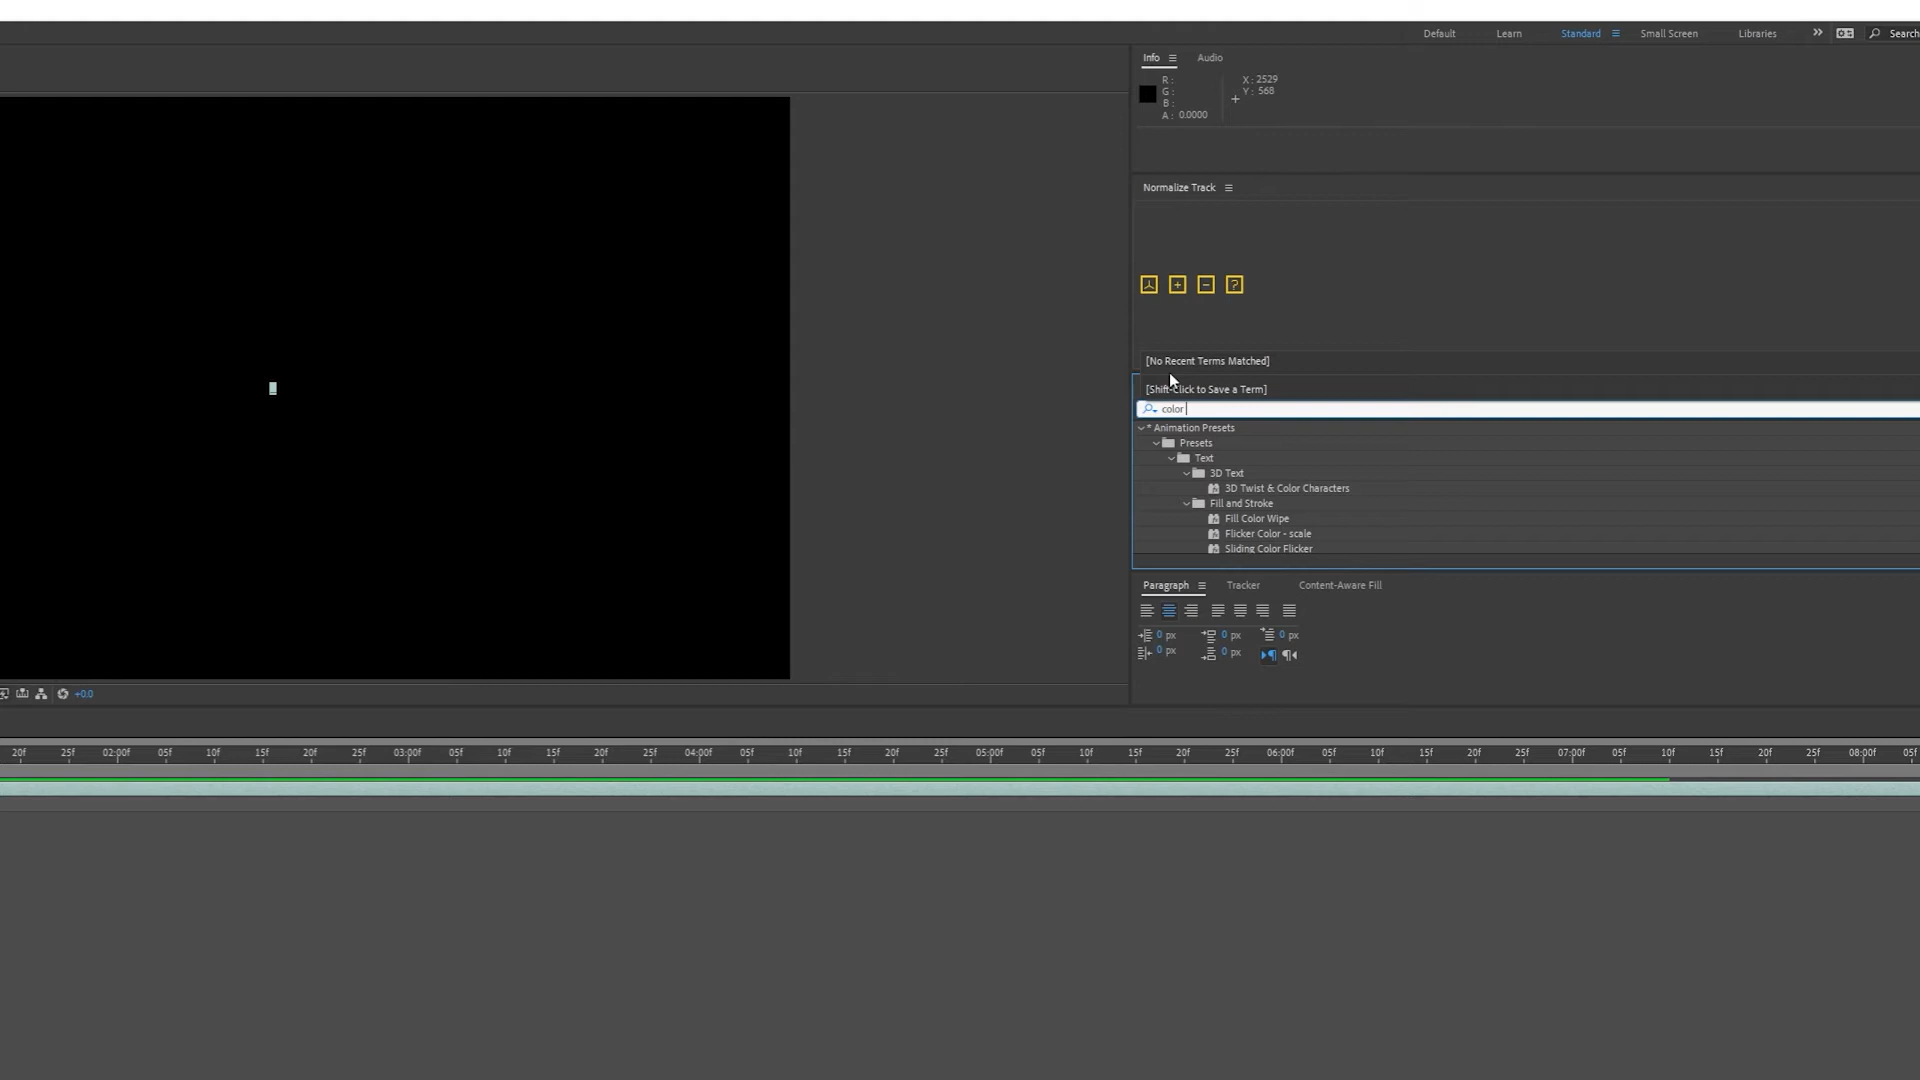 Default Learn Standard Small Screen Libraries Search
Info Audio
R :
G :
B :
A : 0.0000
X : 2529
Y : 568
Normalize Track
[No Recent Terms Matched]
[Shift-Click to Save a Term]
color
* Animation Presets
Presets
Text
3D Text
3D Twist & Color Characters
Fill and Stroke
Fill Color Wipe
Flicker Color - scale
Sliding Color Flicker
Paragraph Tracker Content-Aware Fill
0 px 0 px 0 px
0 px 0 px
+0.0
20f 25f 02:00f 05f 10f 15f 20f 25f 03:00f 05f 10f 15f 20f 25f 04:00f 05f 10f 15f 20f 25f 05:00f 05f 10f 15f 20f 25f 06:00f 05f 10f 15f 20f 25f 07:00f 05f 10f 15f 20f 25f 08:00f 05f